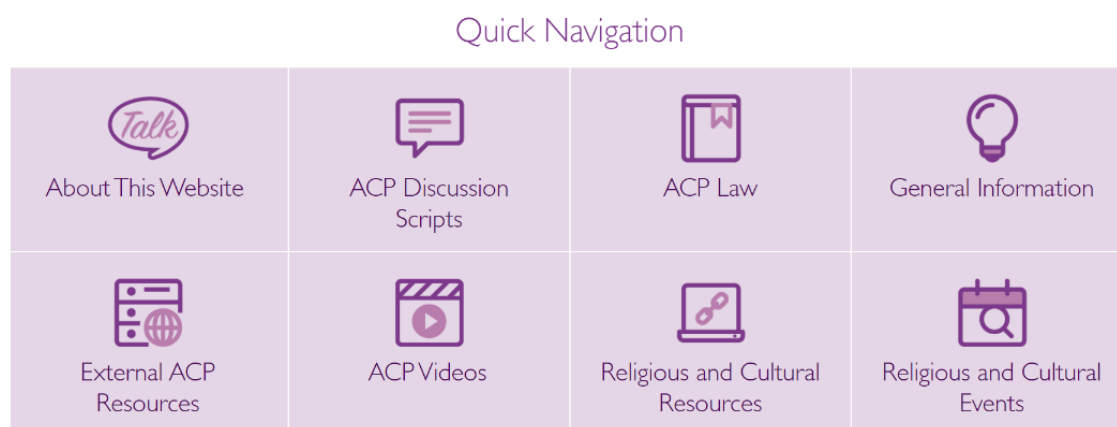 Quick Navigation
Talk
About This Website
ACP Discussion
Scripts
ACP Law
General Information
External ACP
Resources
ACP Videos
Religious and Cultural
Resources
Religious and Cultural
Events